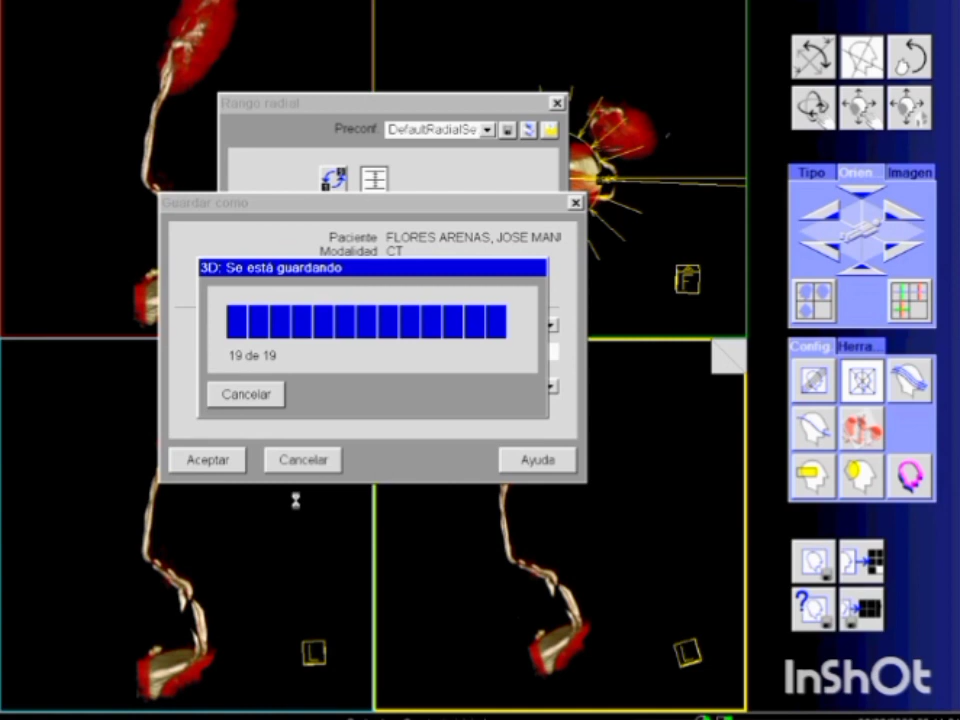 Rango radial
Preconf. DefaultRadialSe
Guardar como
Paciente FLORES ARENAS, JOSE MAN
Modalidad CT
3D: Se está guardando
19 de 19
Cancelar
Aceptar Cancelar Ayuda
F
L
L
Tipo Orien... Imagen
Config. Herra...
?
InShOt